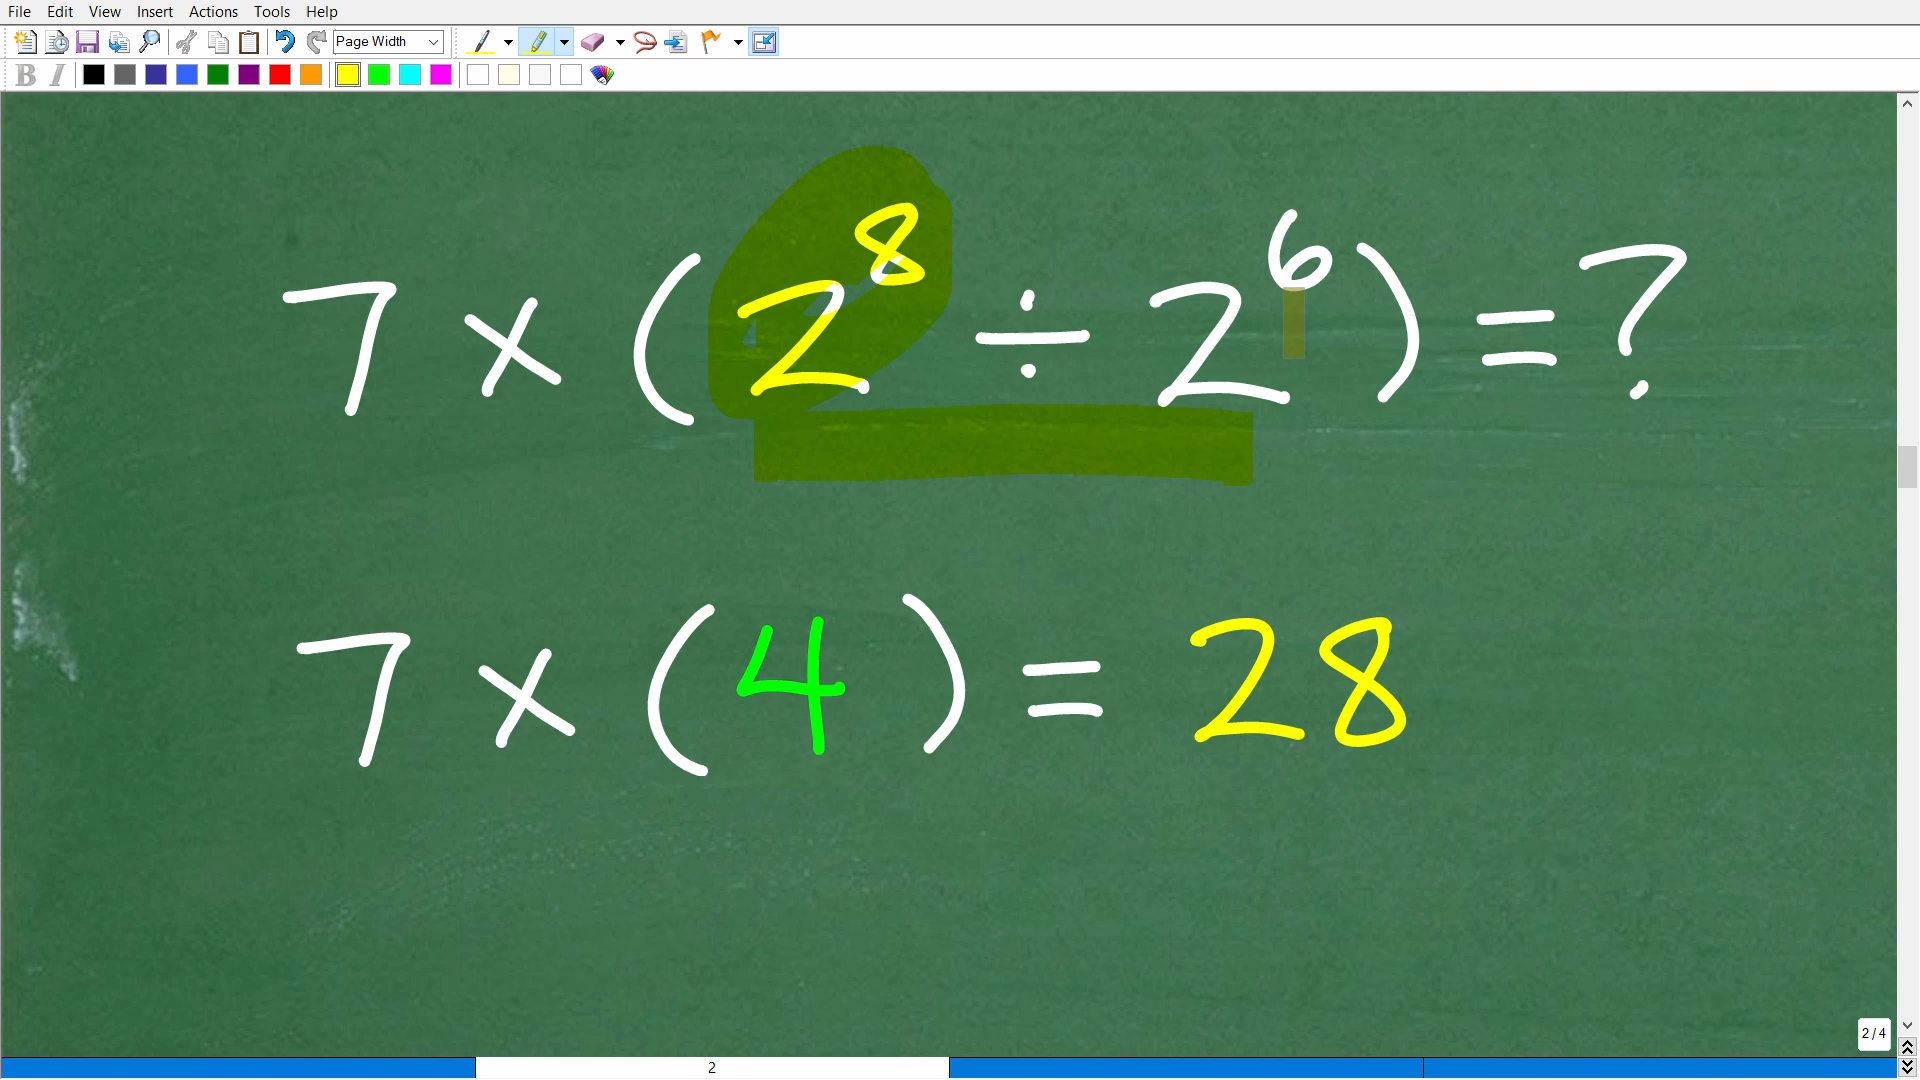 File Edit View Insert Actions Tools Help
Page Width
B I
7 × (2⁸ ÷ 2⁶) = ?
7 × (4) = 28
2 / 4
2